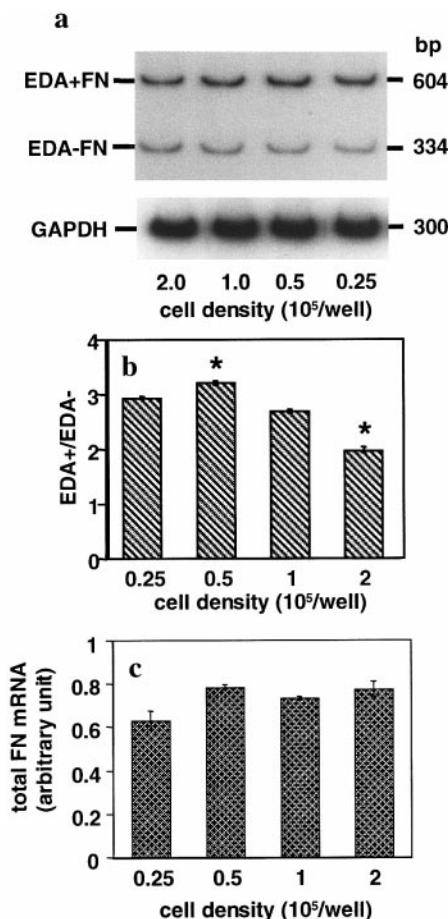 a
bp
EDA+FN 604
EDA-FN 334
GAPDH 300
2.0 1.0 0.5 0.25
cell density (10⁵/well)
b
EDA+/EDA-
4
3
2
1
0
* *
0.25 0.5 1 2
cell density (10⁵/well)
c
total FN mRNA
(arbitrary unit)
1
0.8
0.6
0.4
0.2
0
0.25 0.5 1 2
cell density (10⁵/well)